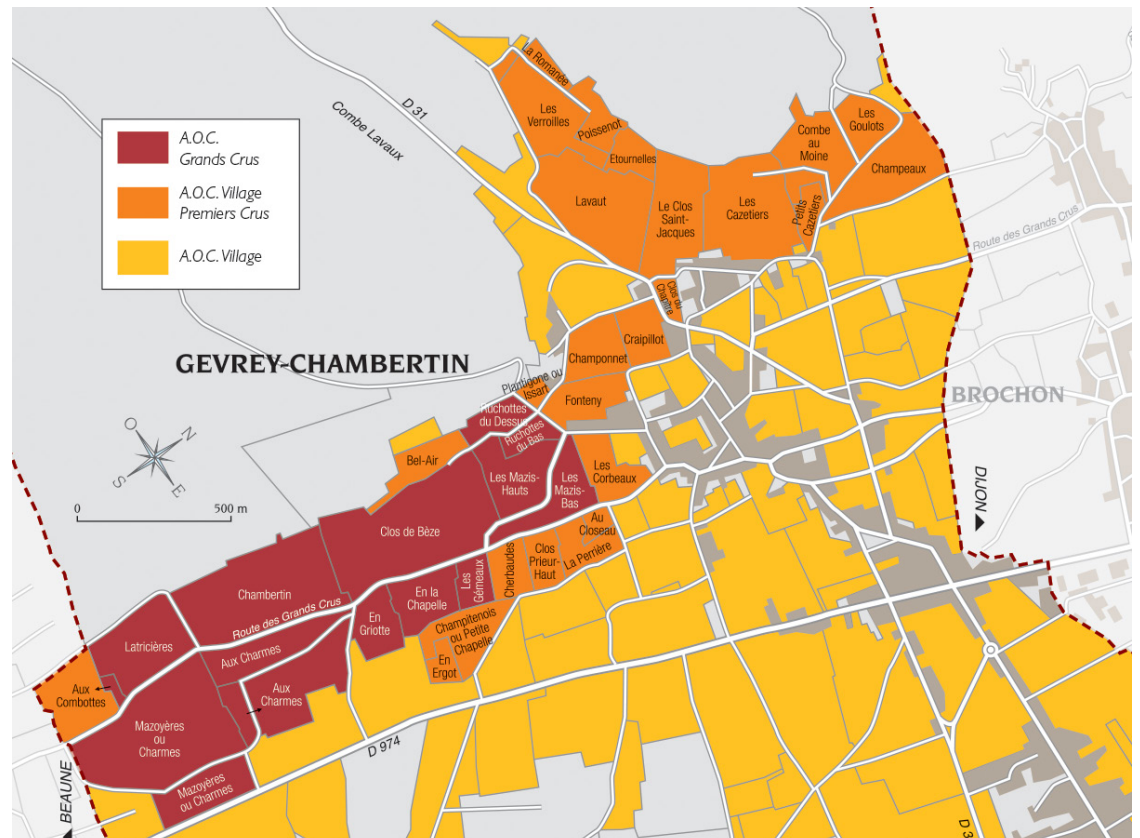 A.O.C.
Grands Crus
A.O.C. Village
Premiers Crus
A.O.C. Village
D 31
Combe Lavaux
La Romanée
Les
Verroilles
Poissenot
Etournelles
Lavaut
Le Clos
Saint-
Jacques
Les
Cazetiers
Petits
Cazetiers
Combe
au
Moine
Les
Goulots
Champeaux
Route des Grands Crus
Clos du
Chapitre
Craipillot
Champonnet
Fonteny
Plantigone ou
Issart
GEVREY-CHAMBERTIN
BROCHON
DIJON
O
N
S
E
0
500 m
Ruchottes
du Dessus
Ruchottes
du Bas
Bel-Air
Les Mazis-
Hauts
Les
Mazis-
Bas
Les
Corbeaux
Clos de Bèze
Au
Closeau
La Perrière
Clos
Prieur-
Haut
Cherbaudes
Les
Gémeaux
En la
Chapelle
En
Griotte
Champitenois
ou Petite
Chapelle
En
Ergot
Chambertin
Route des Grands Crus
Latricières
Aux Charmes
Aux
Charmes
Aux
Combottes
Mazoyères
ou
Charmes
Mazoyères
ou Charmes
D 974
BEAUNE